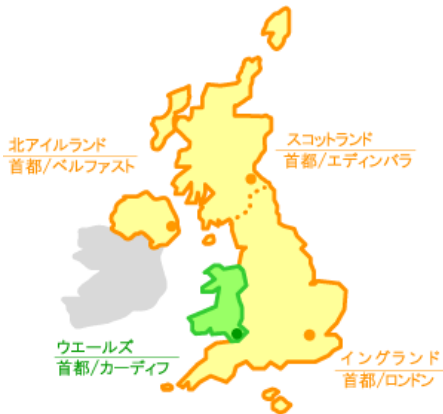 北アイルランド
首都/ベルファスト
スコットランド
首都/エディンバラ
ウエールズ
首都/カーディフ
イングランド
首都/ロンドン